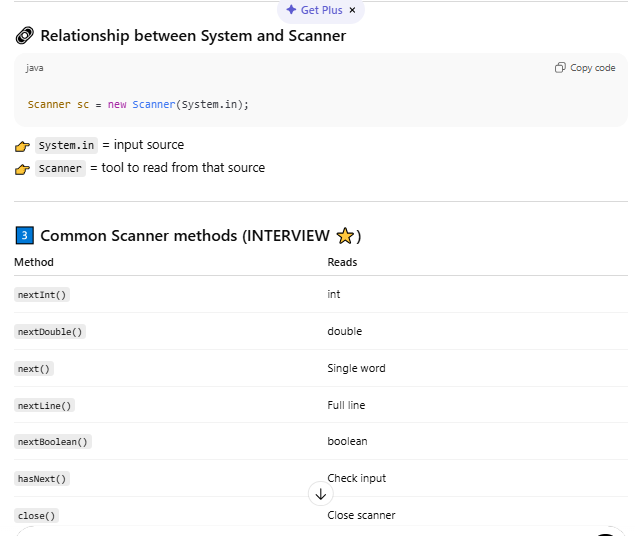 Get Plus ×
Relationship between System and Scanner
java
Copy code
Scanner sc = new Scanner(System.in);
System.in = input source
Scanner = tool to read from that source
3 Common Scanner methods (INTERVIEW ⭐)
Method Reads
nextInt() int
nextDouble() double
next() Single word
nextLine() Full line
nextBoolean() boolean
hasNext() Check input
close() Close scanner